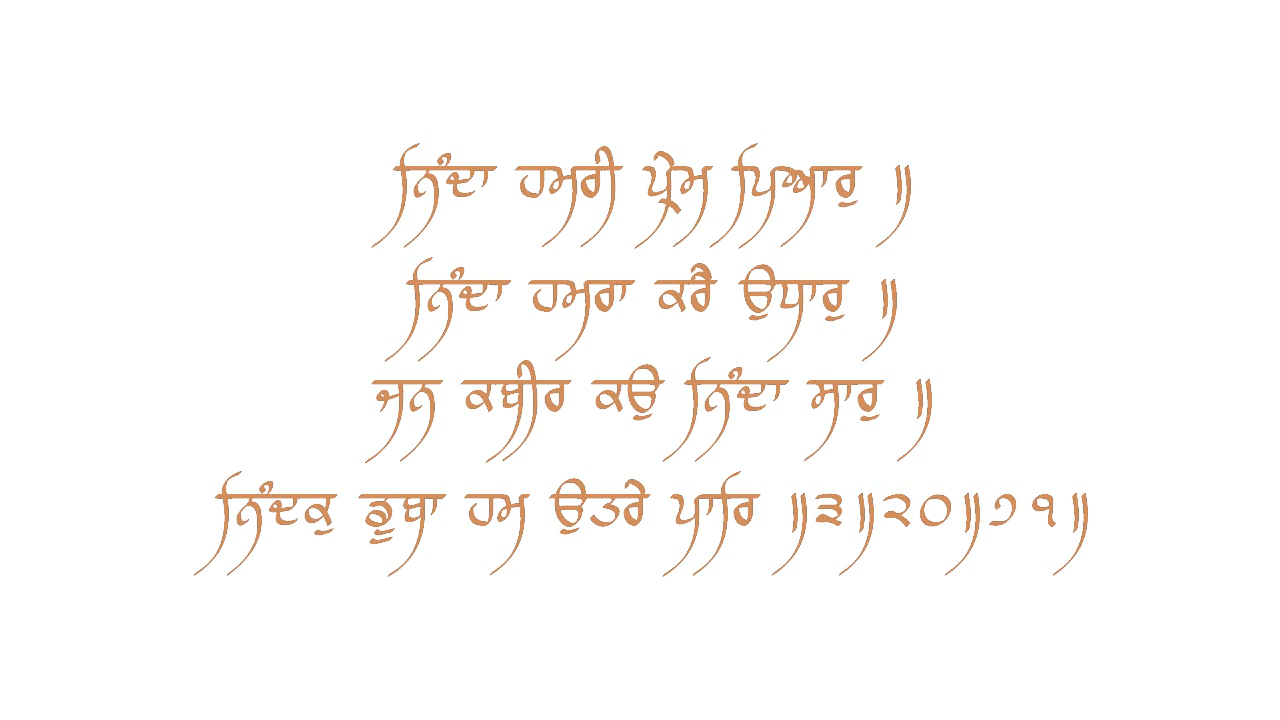 ਨਿੰਦਾ ਹਮਰੀ ਪ੍ਰੇਮ ਪਿਆਰੁ ॥
ਨਿੰਦਾ ਹਮਰਾ ਕਰੈ ਉਧਾਰੁ ॥
ਜਨ ਕਬੀਰ ਕਉ ਨਿੰਦਾ ਸਾਰੁ ॥
ਨਿੰਦਕੁ ਡੂਬਾ ਹਮ ਉਤਰੇ ਪਾਰਿ ॥੩॥੨੦॥੭੧॥